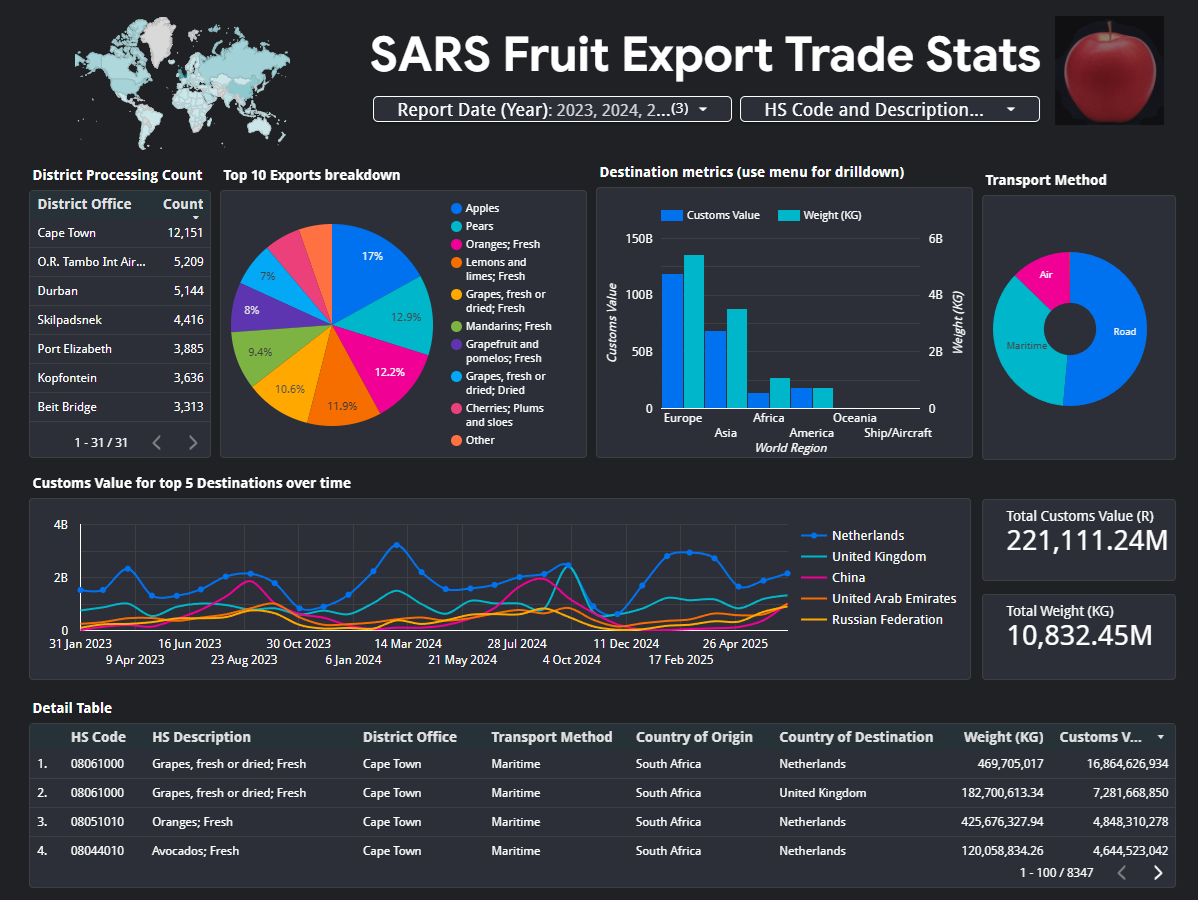 SARS Fruit Export Trade Stats
Report Date (Year): 2023, 2024, 2...(3)
HS Code and Description...
District Processing Count
District Office Count
Cape Town 12,151
O.R. Tambo Int Air... 5,209
Durban 5,144
Skilpadsnek 4,416
Port Elizabeth 3,885
Kopfontein 3,636
Beit Bridge 3,313
1 - 31 / 31
Top 10 Exports breakdown
17%
12.9%
12.2%
11.9%
10.6%
9.4%
8%
7%
Apples
Pears
Oranges; Fresh
Lemons and
limes; Fresh
Grapes, fresh or
dried; Fresh
Mandarins; Fresh
Grapefruit and
pomelos; Fresh
Grapes, fresh or
dried; Dried
Cherries; Plums
and sloes
Other
Destination metrics (use menu for drilldown)
Customs Value Weight (KG)
150B 6B
100B 4B
50B 2B
0 0
Customs Value
Weight (KG)
Europe Africa Oceania
Asia America Ship/Aircraft
World Region
Transport Method
Air
Road
Maritime
Customs Value for top 5 Destinations over time
4B
2B
0
31 Jan 2023 16 Jun 2023 30 Oct 2023 14 Mar 2024 28 Jul 2024 11 Dec 2024 26 Apr 2025
9 Apr 2023 23 Aug 2023 6 Jan 2024 21 May 2024 4 Oct 2024 17 Feb 2025
Netherlands
United Kingdom
China
United Arab Emirates
Russian Federation
Total Customs Value (R)
221,111.24M
Total Weight (KG)
10,832.45M
Detail Table
HS Code HS Description District Office Transport Method Country of Origin Country of Destination Weight (KG) Customs V...
1. 08061000 Grapes, fresh or dried; Fresh Cape Town Maritime South Africa Netherlands 469,705,017 16,864,626,934
2. 08061000 Grapes, fresh or dried; Fresh Cape Town Maritime South Africa United Kingdom 182,700,613.34 7,281,668,850
3. 08051010 Oranges; Fresh Cape Town Maritime South Africa Netherlands 425,676,327.94 4,848,310,278
4. 08044010 Avocados; Fresh Cape Town Maritime South Africa Netherlands 120,058,834.26 4,644,523,042
1 - 100 / 8347